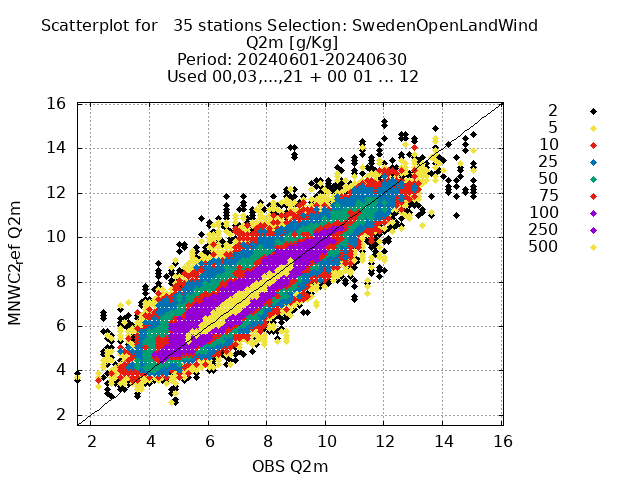 Scatterplot for   35 stations Selection: SwedenOpenLandWind
Q2m [g/Kg]
Period: 20240601-20240630
Used 00,03,...,21 + 00 01 ... 12
16
14
12
10
8
6
4
2
2 4 6 8 10 12 14 16
MNWC2,ef Q2m
OBS Q2m
2
5
10
25
50
75
100
250
500